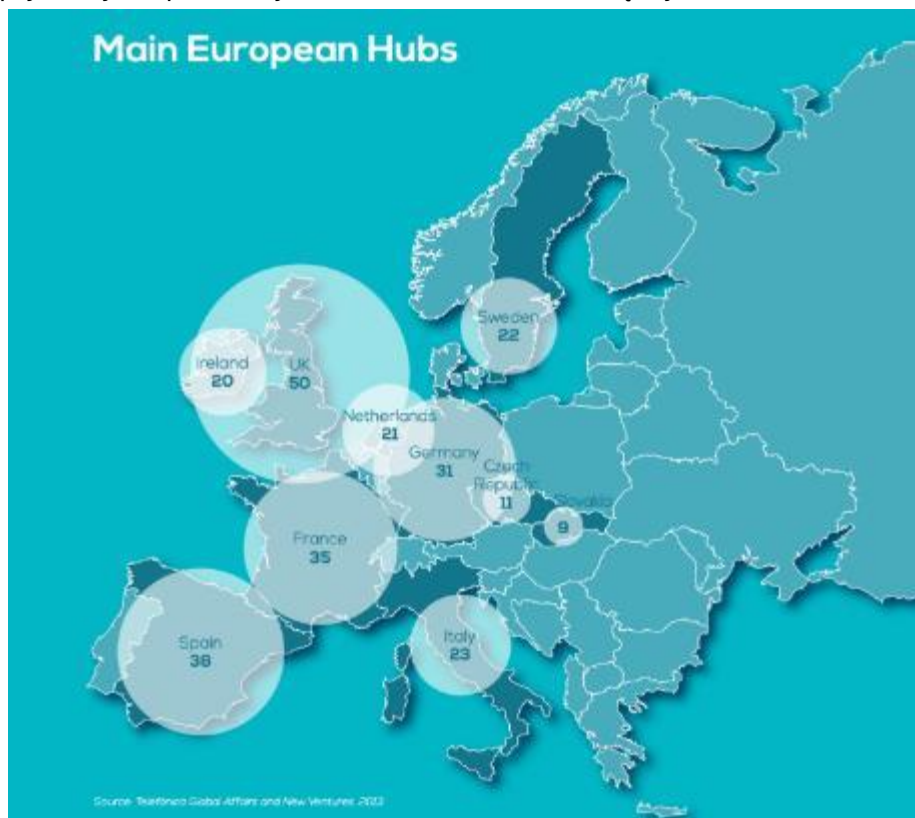 Main European Hubs
Sweden
22
Ireland
20
UK
50
Netherlands
21
Germany
31
Czech
Republic
11
Slovakia
9
France
35
Spain
38
Italy
23
Source: Telefónica Global Affairs and New Ventures, 2013